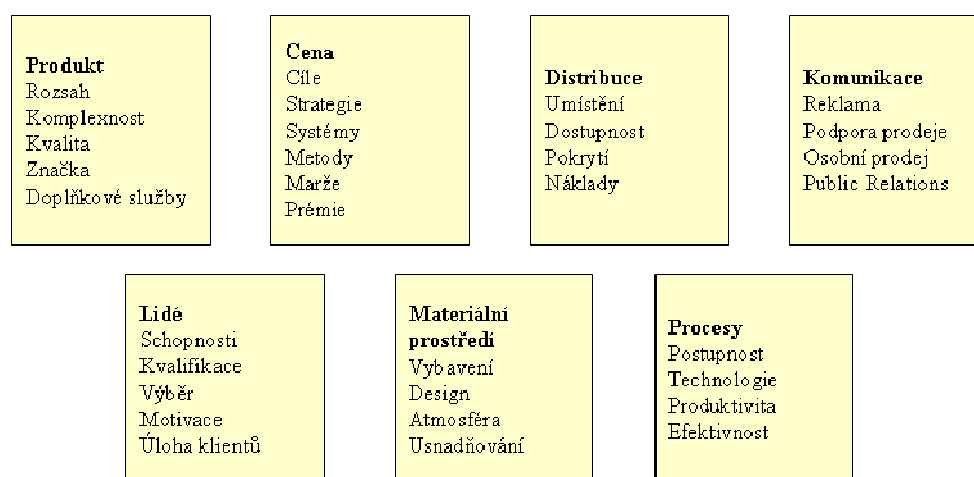 Produkt
Rozsah
Komplexnost
Kvalita
Značka
Doplňkové služby
Cena
Cíle
Strategie
Systémy
Metody
Marže
Prémie
Distribuce
Umístění
Dostupnost
Pokrytí
Náklady
Komunikace
Reklama
Podpora prodeje
Osobní prodej
Public Relations
Lidé
Schopnosti
Kvalifikace
Výběr
Motivace
Úloha klientů
Materiální
prostředí
Vybavení
Design
Atmosféra
Usnadňování
Procesy
Postupnost
Technologie
Produktivita
Efektivnost